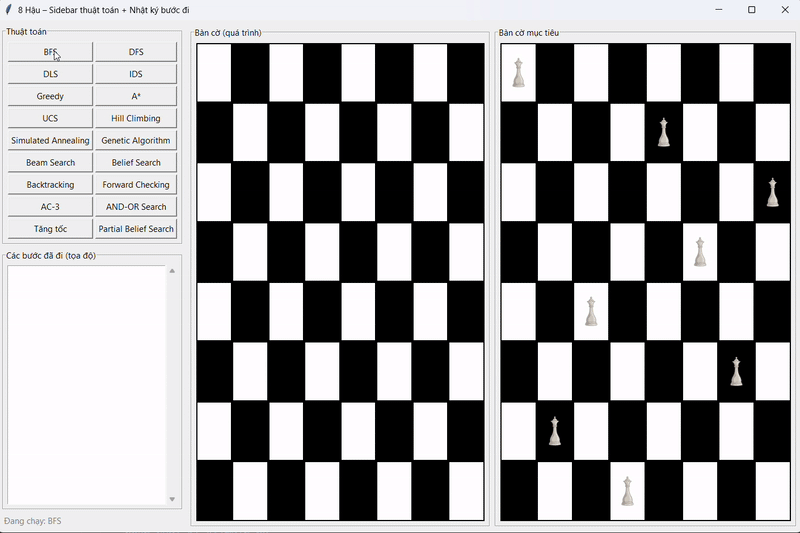 8 Hậu – Sidebar thuật toán + Nhật ký bước đi
Thuật toán
BFS
DFS
DLS
IDS
Greedy
A*
UCS
Hill Climbing
Simulated Annealing
Genetic Algorithm
Beam Search
Belief Search
Backtracking
Forward Checking
AC-3
AND-OR Search
Tăng tốc
Partial Belief Search
Các bước đã đi (tọa độ)
Đang chạy: BFS
Bàn cờ (quá trình)
Bàn cờ mục tiêu